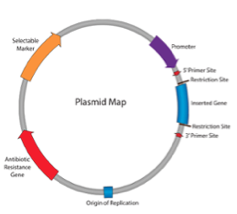 Selectable
Marker
Promoter
5' Primer Site
Restriction Site
Plasmid Map
Inserted Gene
Restriction Site
3' Primer Site
Antibiotic
Resistance
Gene
Origin of Replication